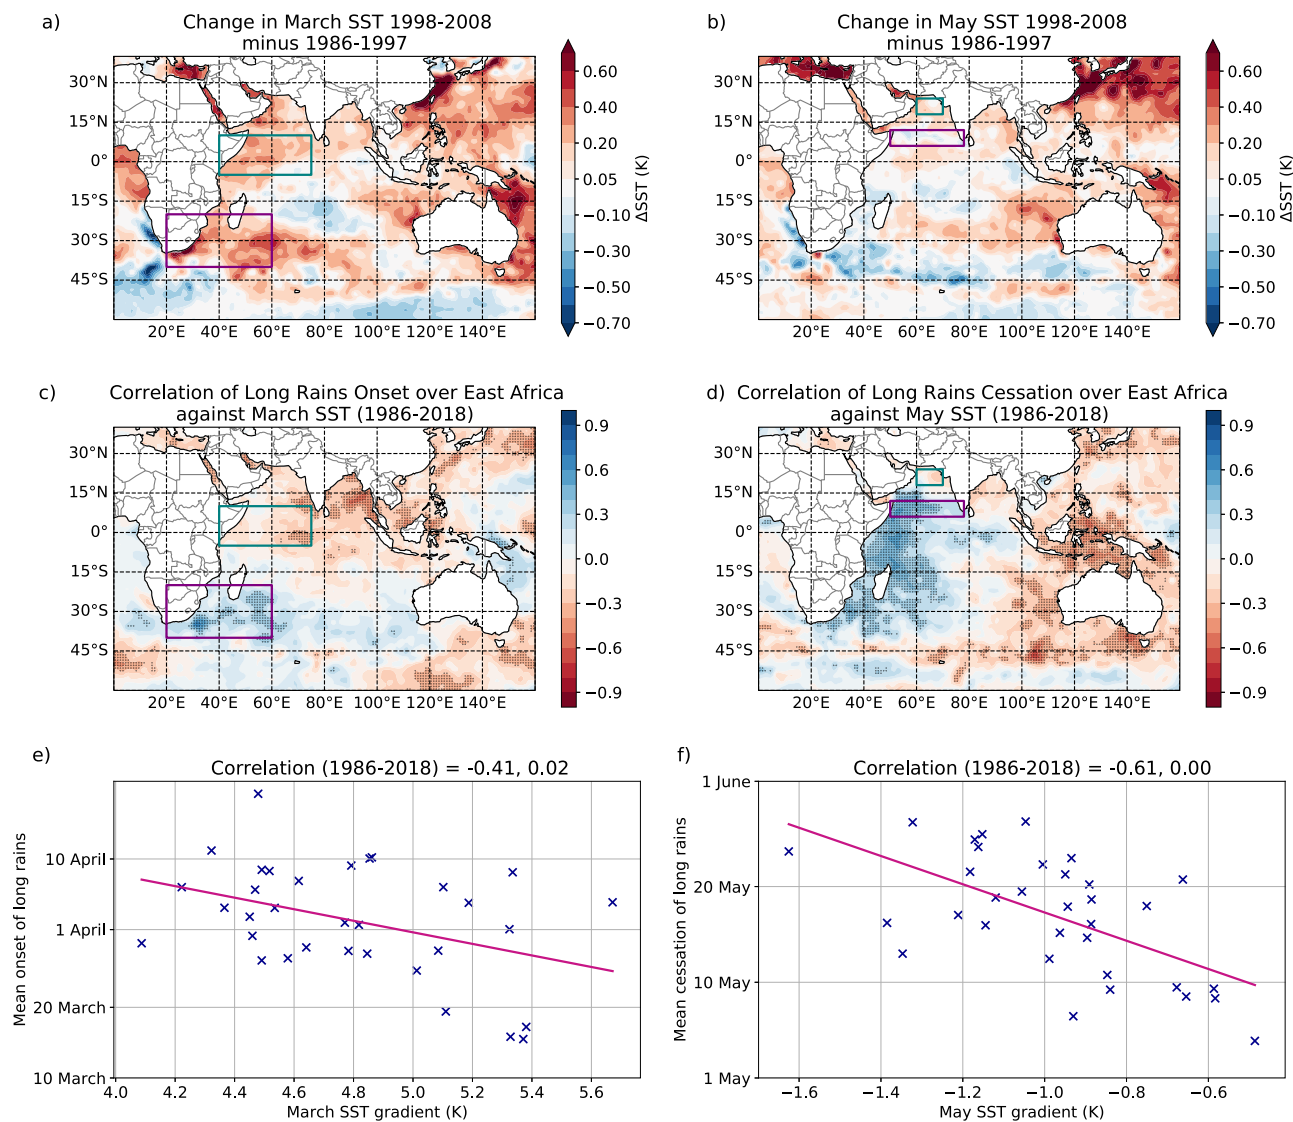 a)
Change in March SST 1998-2008
minus 1986-1997
30°N
15°N
0°
15°S
30°S
45°S
20°E
40°E
60°E
80°E
100°E
120°E
140°E
0.60
0.40
0.20
0.05
−0.10
−0.30
−0.50
−0.70
ΔSST (K)
b)
Change in May SST 1998-2008
minus 1986-1997
30°N
15°N
0°
15°S
30°S
45°S
20°E
40°E
60°E
80°E
100°E
120°E
140°E
0.60
0.40
0.20
0.05
−0.10
−0.30
−0.50
−0.70
ΔSST (K)
c)
Correlation of Long Rains Onset over East Africa
against March SST (1986-2018)
30°N
15°N
0°
15°S
30°S
45°S
20°E
40°E
60°E
80°E
100°E
120°E
140°E
0.9
0.6
0.3
0.0
−0.3
−0.6
−0.9
d)
Correlation of Long Rains Cessation over East Africa
against May SST (1986-2018)
30°N
15°N
0°
15°S
30°S
45°S
20°E
40°E
60°E
80°E
100°E
120°E
140°E
0.9
0.6
0.3
0.0
−0.3
−0.6
−0.9
e)
Correlation (1986-2018) = -0.41, 0.02
Mean onset of long rains
10 April
1 April
20 March
10 March
4.0
4.2
4.4
4.6
4.8
5.0
5.2
5.4
5.6
March SST gradient (K)
f)
Correlation (1986-2018) = -0.61, 0.00
Mean cessation of long rains
1 June
20 May
10 May
1 May
−1.6
−1.4
−1.2
−1.0
−0.8
−0.6
May SST gradient (K)